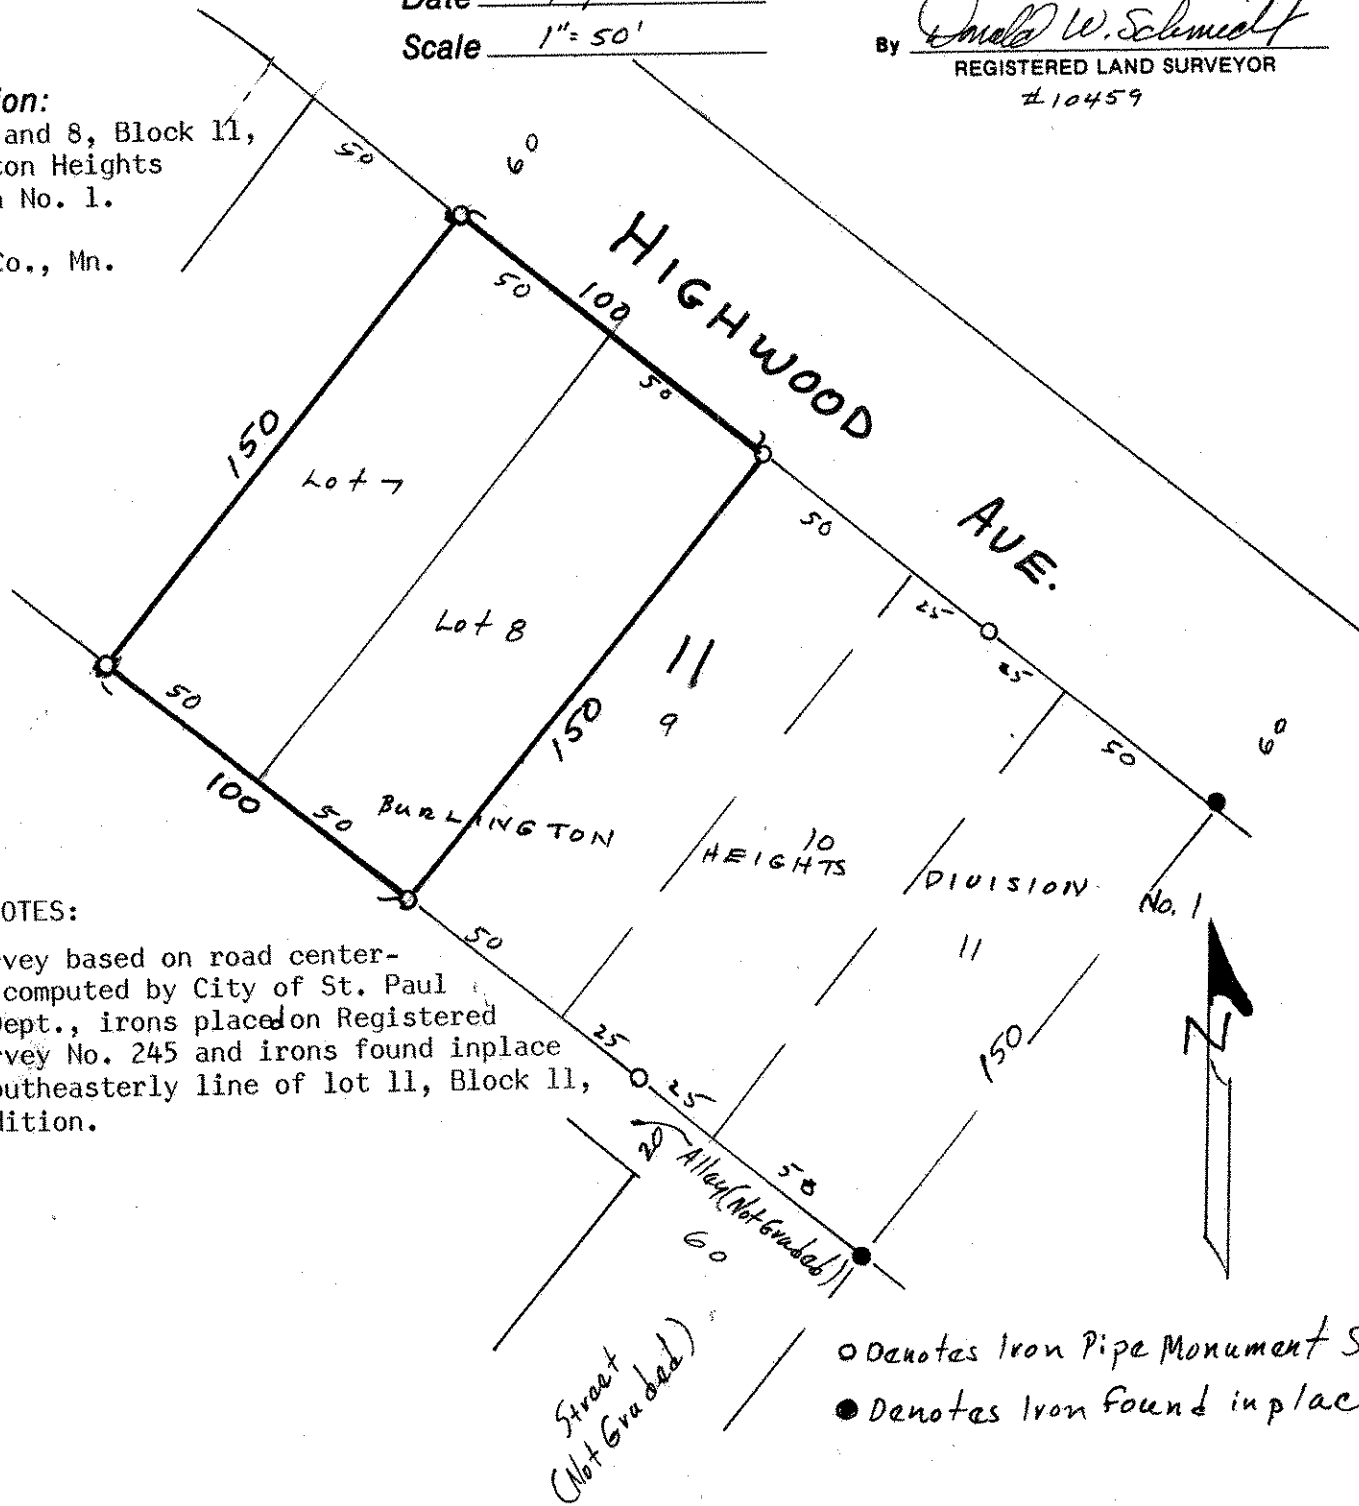 Date
Scale 1"= 50'
By Donald W. Schmidt
REGISTERED LAND SURVEYOR
#10459
ion:
and 8, Block 11,
ton Heights
No. 1.
Co., Mn.
50
60
HIGHWOOD
AVE.
50
100
50
150
Lot 7
Lot 8
150
50
25
25
50
60
11
9
50
100
50
BURLINGTON
HEIGHTS
DIVISION
No. 1
10
11
150
N
OTES:
vey based on road center-
computed by City of St. Paul
Dept., irons placed on Registered
rvey No. 245 and irons found inplace
outheasterly line of lot 11, Block 11,
dition.
50
25
25
50
20
Alley (Not Graded)
60
Street
(Not Graded)
o Denotes Iron Pipe Monument S
● Denotes Iron found inplac